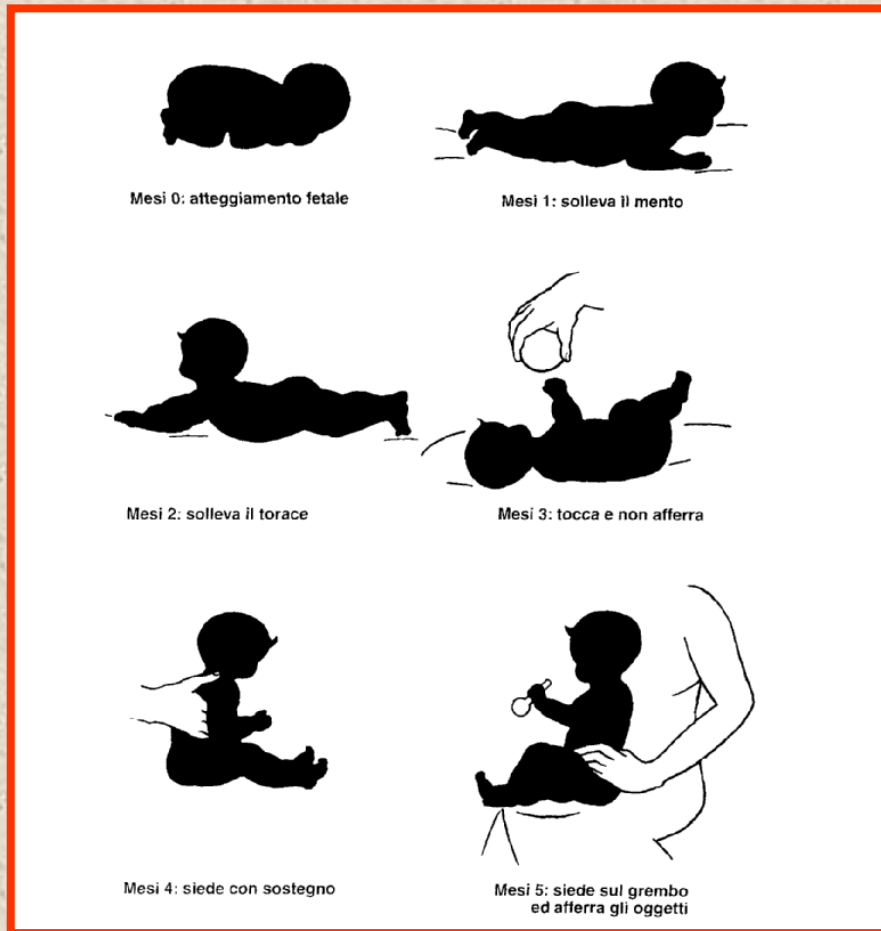 Mesi 0: atteggiamento fetale
Mesi 1: solleva il mento
Mesi 2: solleva il torace
Mesi 3: tocca e non afferra
Mesi 4: siede con sostegno
Mesi 5: siede sul grembo
ed afferra gli oggetti